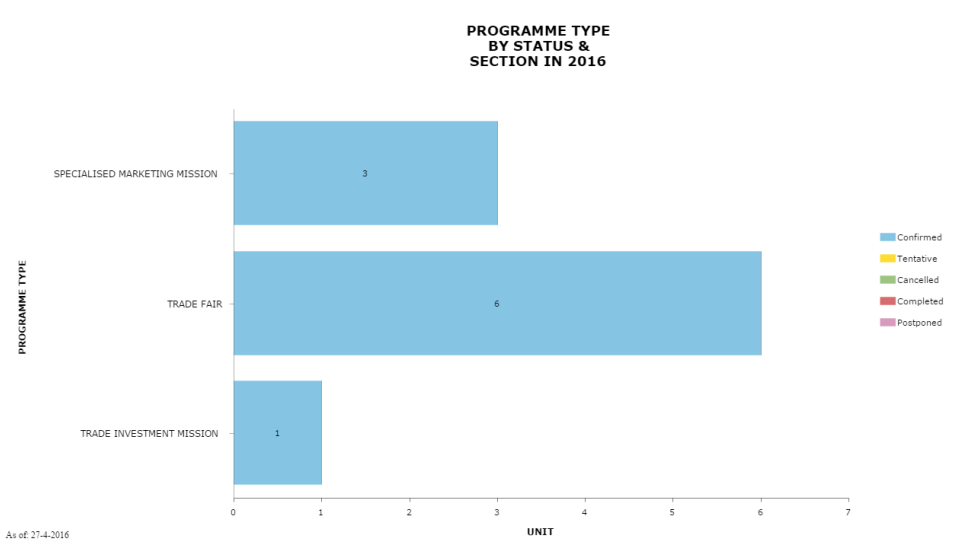 PROGRAMME TYPE
BY STATUS &
SECTION IN 2016
SPECIALISED MARKETING MISSION
3
TRADE FAIR
6
TRADE INVESTMENT MISSION
1
PROGRAMME TYPE
0 1 2 3 4 5 6 7
UNIT
Confirmed
Tentative
Cancelled
Completed
Postponed
As of: 27-4-2016